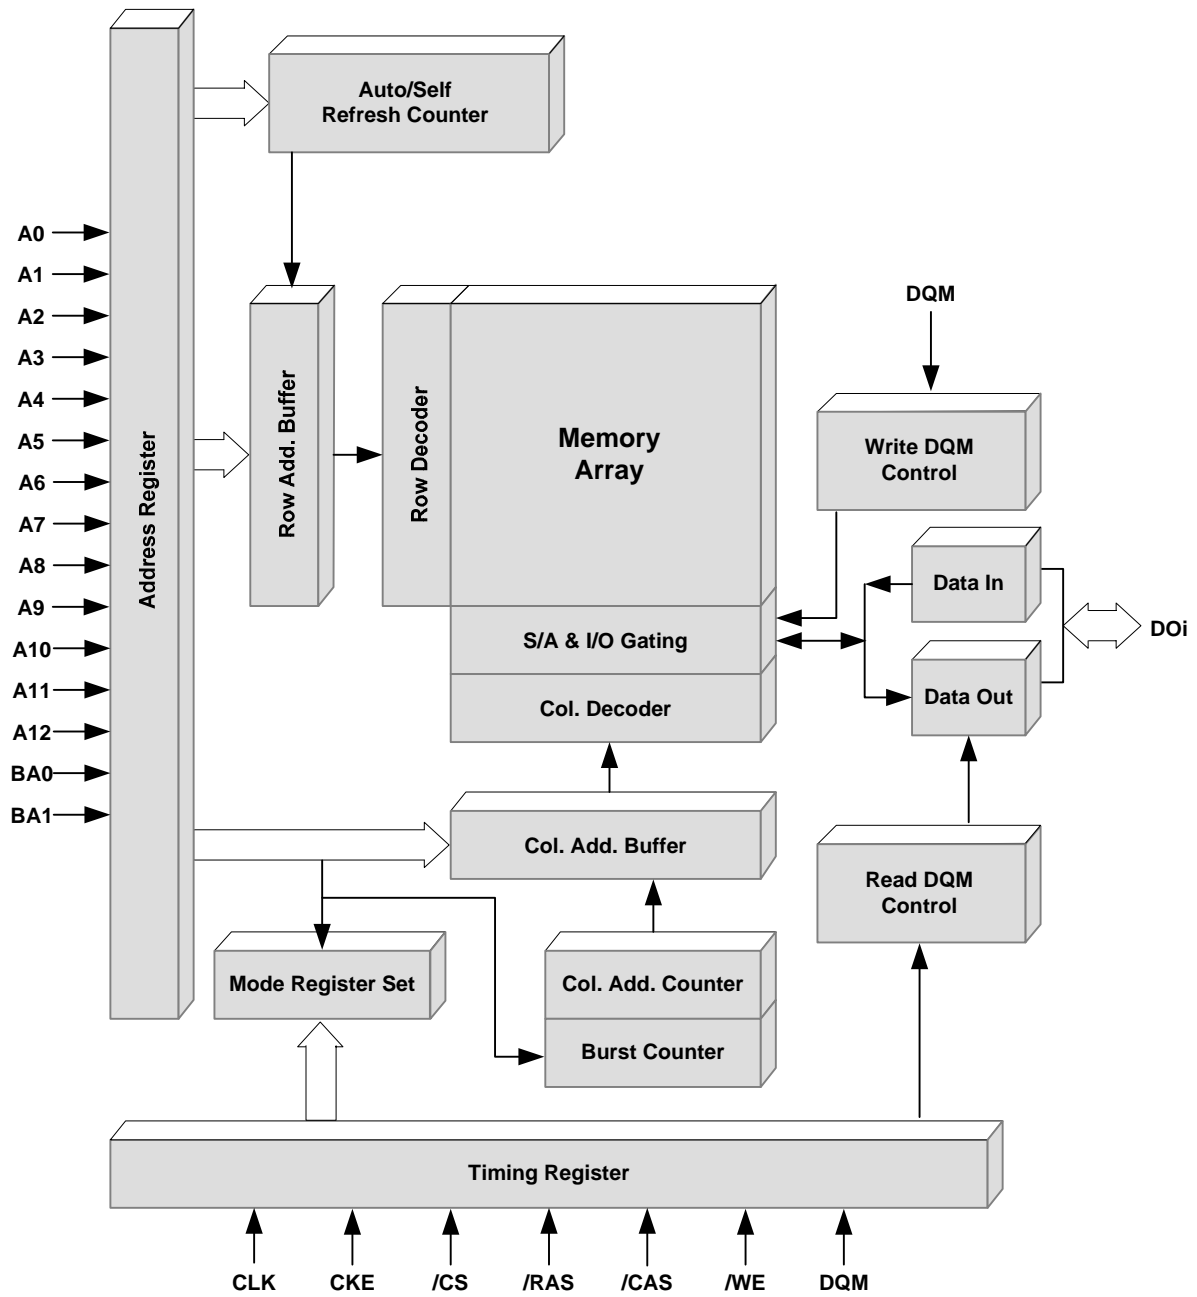 Auto/Self
Refresh Counter
A0
A1
A2
A3
A4
A5
A6
A7
A8
A9
A10
A11
A12
BA0
BA1
Address Register
Row Add. Buffer
Row Decoder
Memory
Array
DQM
Write DQM
Control
Data In
DOi
S/A & I/O Gating
Data Out
Col. Decoder
Col. Add. Buffer
Read DQM
Control
Mode Register Set
Col. Add. Counter
Burst Counter
Timing Register
CLK
CKE
/CS
/RAS
/CAS
/WE
DQM